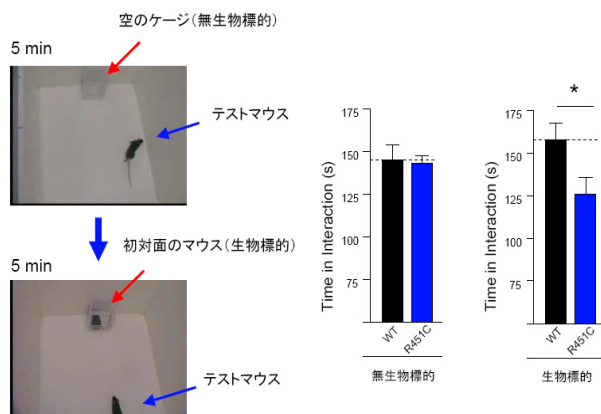 空のケージ(無生物標的)
5 min
テストマウス
初対面のマウス(生物標的)
5 min
テストマウス
Time in Interaction (s)
175
150
125
100
75
WT
R451C
無生物標的
*
Time in Interaction (s)
175
150
125
100
75
WT
R451C
生物標的